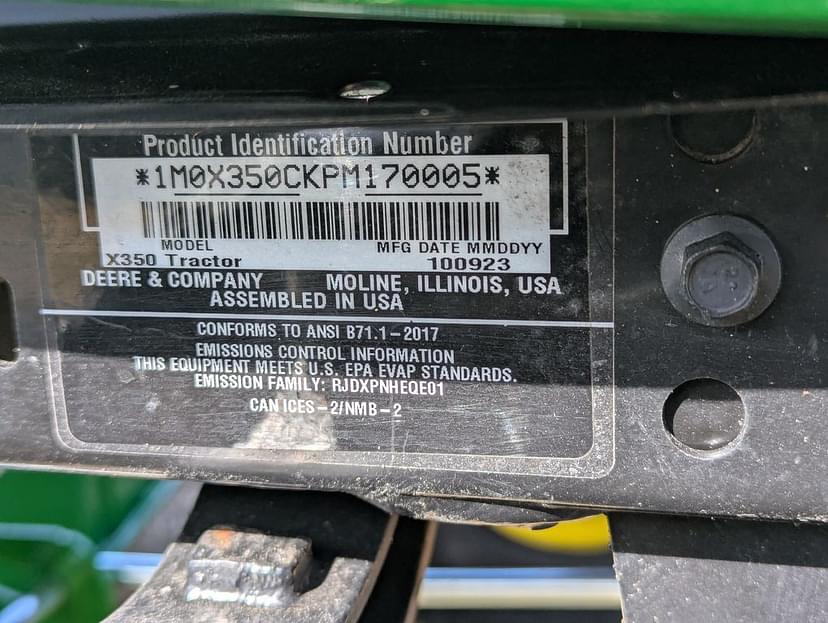 Product Identification Number
*1M0X350CKPM170005*
MODEL MFG DATE MMDDYY
X350 Tractor 100923
DEERE & COMPANY MOLINE, ILLINOIS, USA
ASSEMBLED IN USA
CONFORMS TO ANSI B71.1-2017
EMISSIONS CONTROL INFORMATION
THIS EQUIPMENT MEETS U.S. EPA EVAP STANDARDS.
EMISSION FAMILY: RJDXPNHEQE01
CAN ICES-2/NMB-2